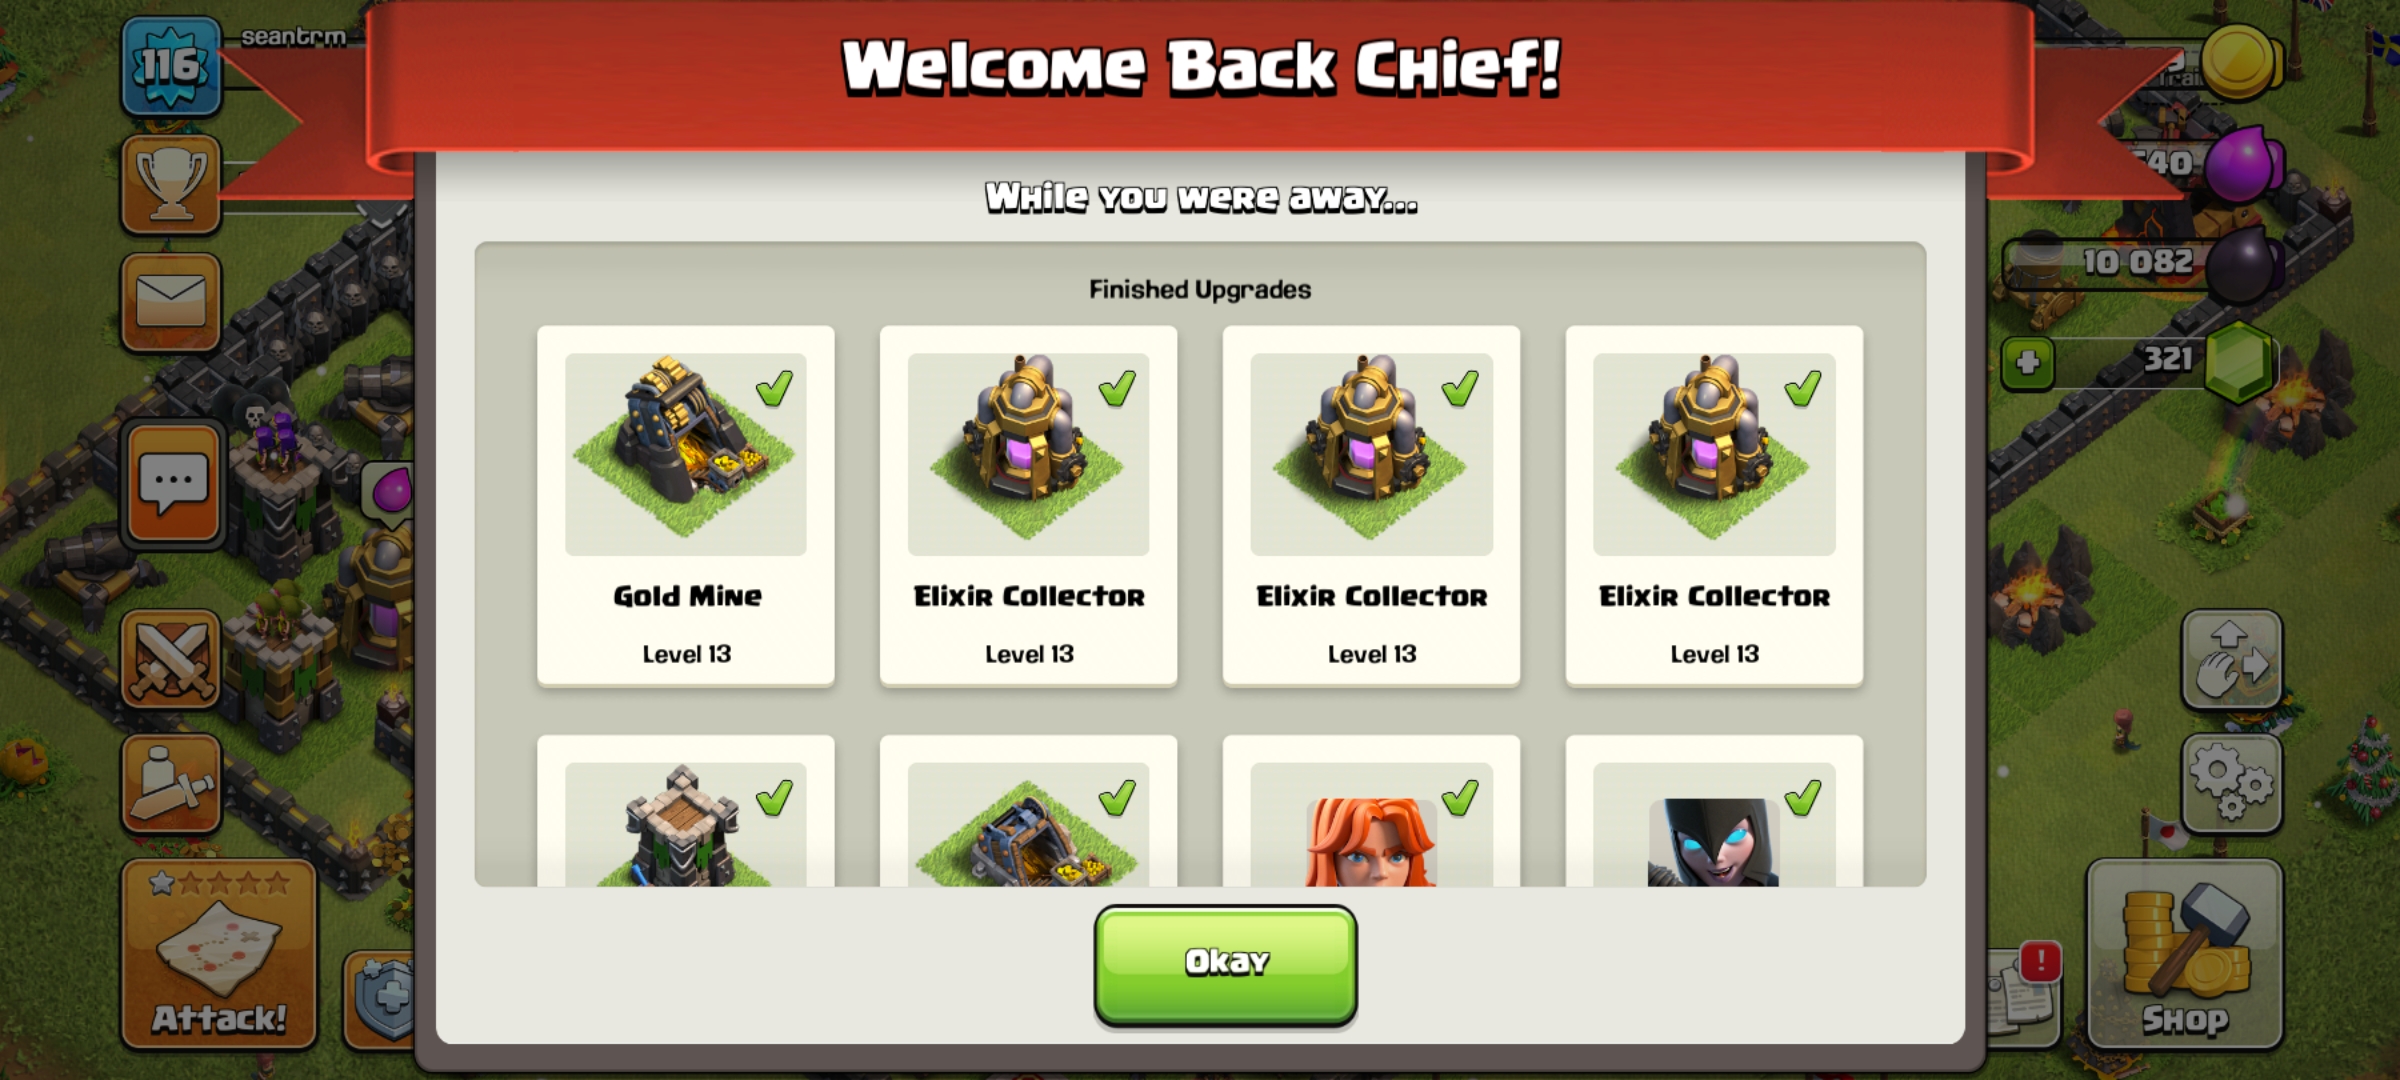 116
seantrm
Welcome Back Chief!
While you were away...
Finished Upgrades
10 082
321
Gold Mine
Level 13
Elixir Collector
Level 13
Elixir Collector
Level 13
Elixir Collector
Level 13
Okay
Attack!
!
Shop